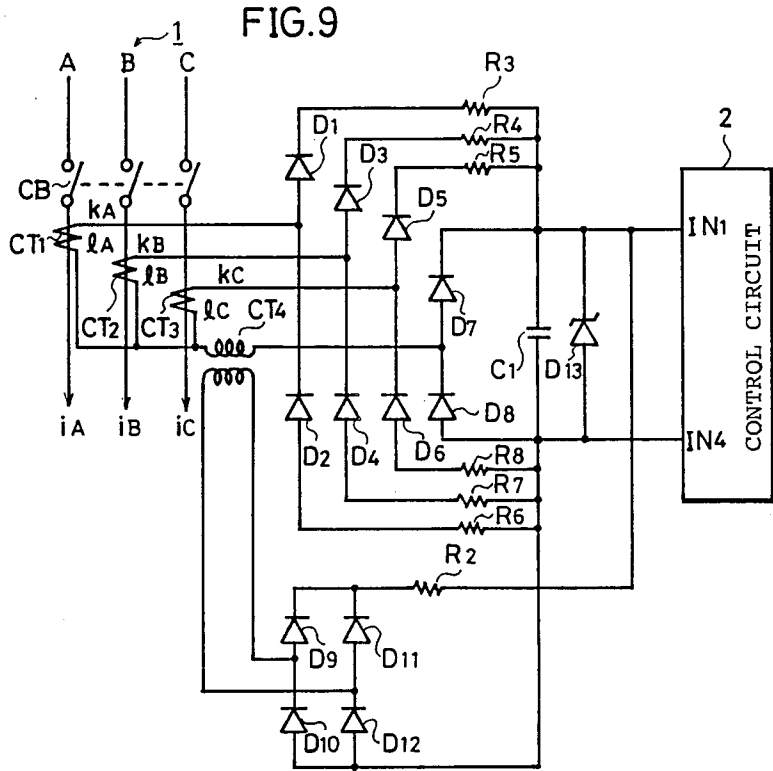 FIG.9
1
A B C
R3
R4
R5
D1
D3
D5
2
CB
kA
CT1
lA
kB
lB
kC
CT2
CT3
lC
CT4
D7
C1
D13
IN1
CONTROL CIRCUIT
IN4
iA iB iC
D2
D4
D6
D8
R8
R7
R6
R2
D9
D11
D10
D12